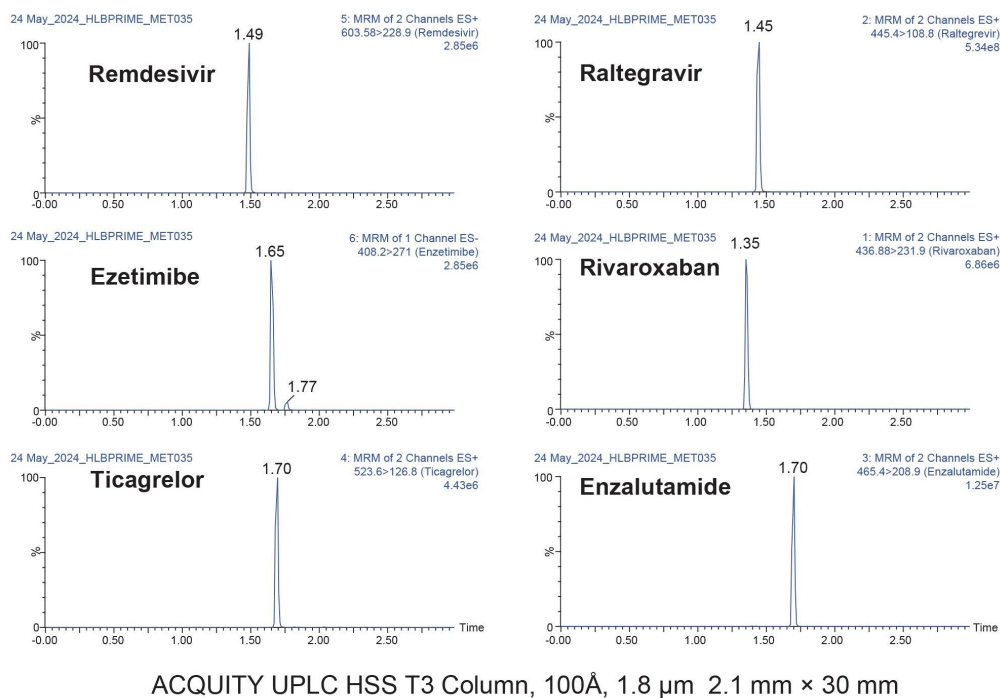 24 May_2024_HLBPRIME_MET035
5: MRM of 2 Channels ES+
603.58>228.9 (Remdesivir)
2.85e6
1.49
Remdesivir
100
%
0
-0.00 0.50 1.00 1.50 2.00 2.50
24 May_2024_HLBPRIME_MET035
2: MRM of 2 Channels ES+
445.4>108.8 (Raltegrevir)
5.34e8
1.45
Raltegravir
100
%
0
-0.00 0.50 1.00 1.50 2.00 2.50
24 May_2024_HLBPRIME_MET035
6: MRM of 1 Channel ES-
408.2>271 (Enzetimibe)
2.85e6
1.65
Ezetimibe
1.77
100
%
0
-0.00 0.50 1.00 1.50 2.00 2.50
24 May_2024_HLBPRIME_MET035
1: MRM of 2 Channels ES+
436.88>231.9 (Rivaroxaban)
6.86e6
1.35
Rivaroxaban
100
%
0
-0.00 0.50 1.00 1.50 2.00 2.50
24 May_2024_HLBPRIME_MET035
4: MRM of 2 Channels ES+
523.6>126.8 (Ticagrelor)
4.43e6
1.70
Ticagrelor
100
%
0
-0.00 0.50 1.00 1.50 2.00 2.50
Time
24 May_2024_HLBPRIME_MET035
3: MRM of 2 Channels ES+
465.4>208.9 (Enzalutamide)
1.25e7
1.70
Enzalutamide
100
%
0
-0.00 0.50 1.00 1.50 2.00 2.50
Time
ACQUITY UPLC HSS T3 Column, 100Å, 1.8 µm 2.1 mm × 30 mm